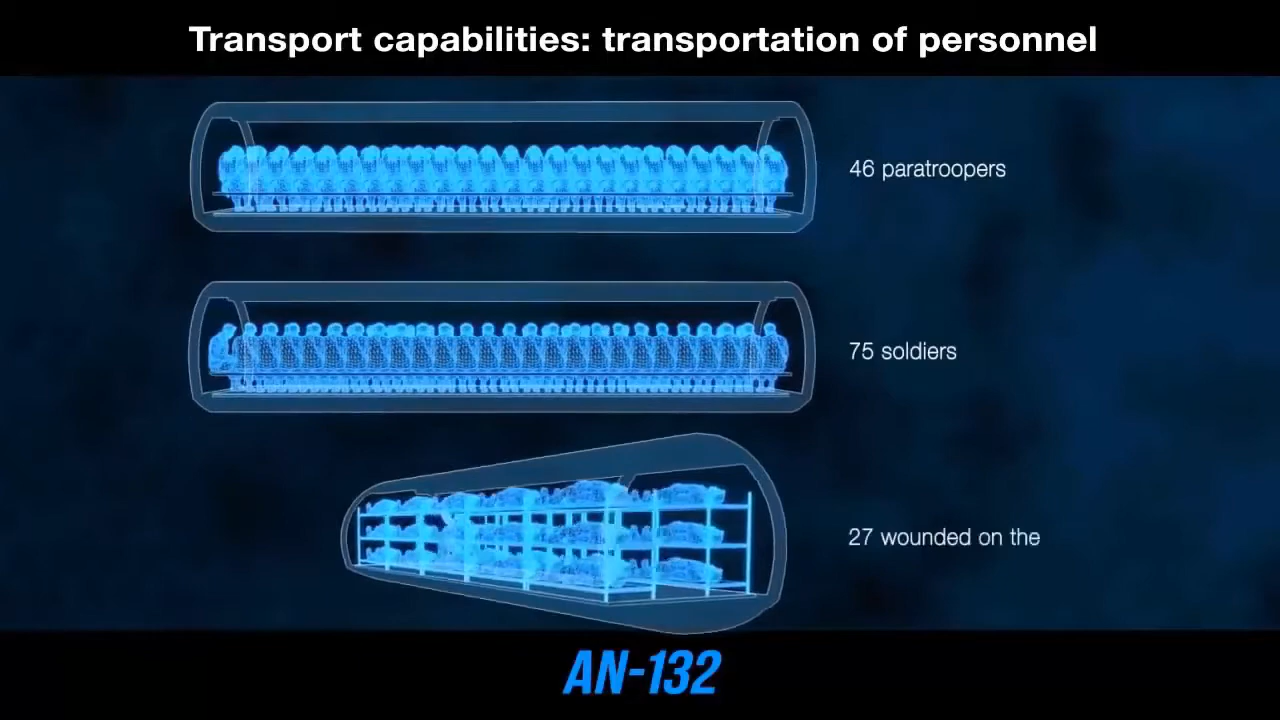 Transport capabilities: transportation of personnel
46 paratroopers
75 soldiers
27 wounded on the
AN-132